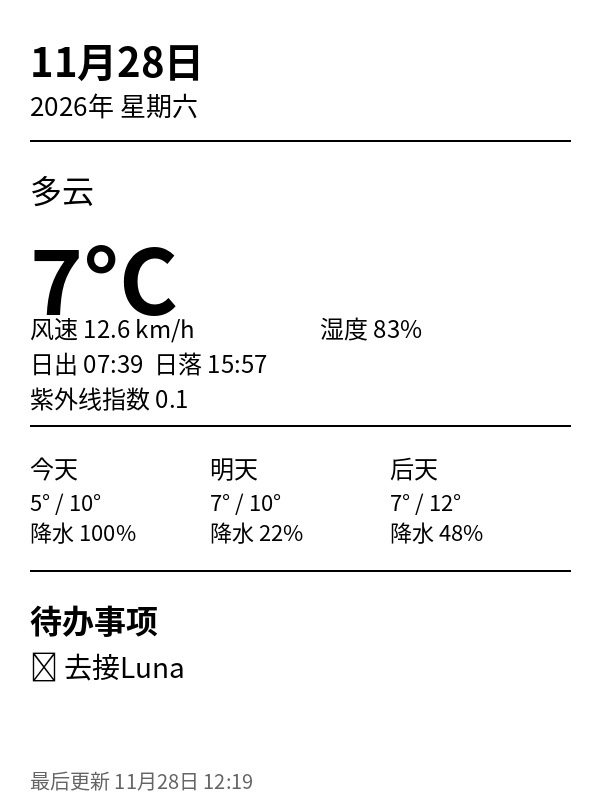 11月28日
2026年 星期六
多云
7°C
风速 12.6 km/h 湿度 83%
日出 07:39 日落 15:57
紫外线指数 0.1
今天 明天 后天
5° / 10° 7° / 10° 7° / 12°
降水 100% 降水 22% 降水 48%
待办事项
去接Luna
最后更新 11月28日 12:19